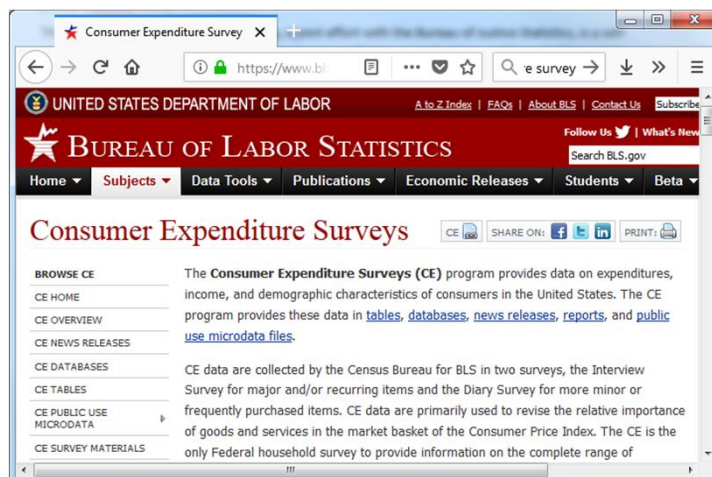 Consumer Expenditure Survey
https://www.bl
e survey
UNITED STATES DEPARTMENT OF LABOR
A to Z Index | FAQs | About BLS | Contact Us Subscribe
BUREAU OF LABOR STATISTICS
Follow Us | What's New
Search BLS.gov
Home Subjects Data Tools Publications Economic Releases Students Beta
Consumer Expenditure Surveys
CE SHARE ON: PRINT:
BROWSE CE
CE HOME
CE OVERVIEW
CE NEWS RELEASES
CE DATABASES
CE TABLES
CE PUBLIC USE
MICRODATA
CE SURVEY MATERIALS
The Consumer Expenditure Surveys (CE) program provides data on expenditures,
income, and demographic characteristics of consumers in the United States. The CE
program provides these data in tables, databases, news releases, reports, and public
use microdata files.
CE data are collected by the Census Bureau for BLS in two surveys, the Interview
Survey for major and/or recurring items and the Diary Survey for more minor or
frequently purchased items. CE data are primarily used to revise the relative importance
of goods and services in the market basket of the Consumer Price Index. The CE is the
only Federal household survey to provide information on the complete range of